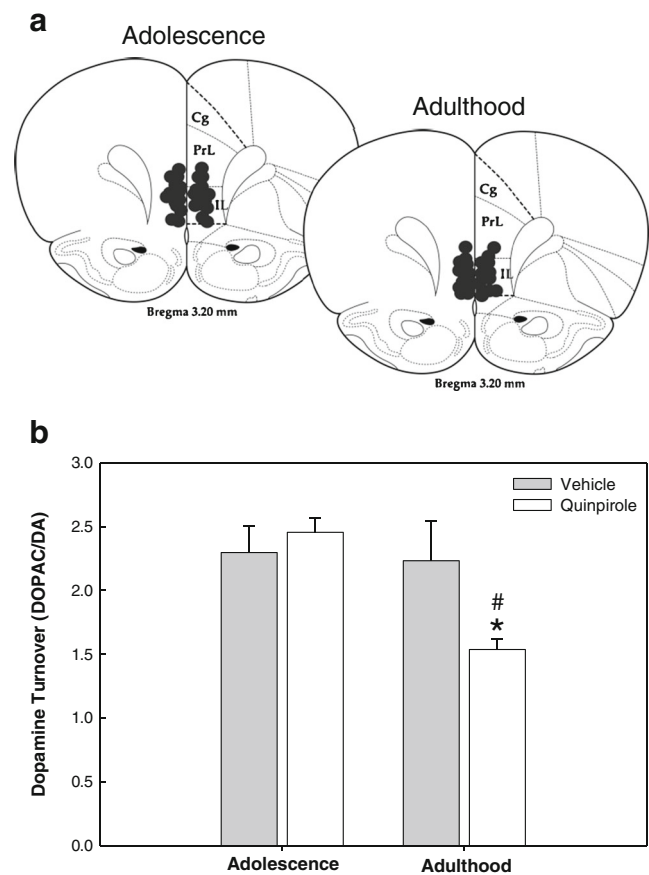 a
Adolescence
Cg
PrL
IL
Bregma 3.20 mm
Adulthood
Cg
PrL
IL
Bregma 3.20 mm
b
3.0
2.5
2.0
1.5
1.0
0.5
0.0
Dopamine Turnover (DOPAC/DA)
Vehicle
Quinpirole
#
*
Adolescence
Adulthood